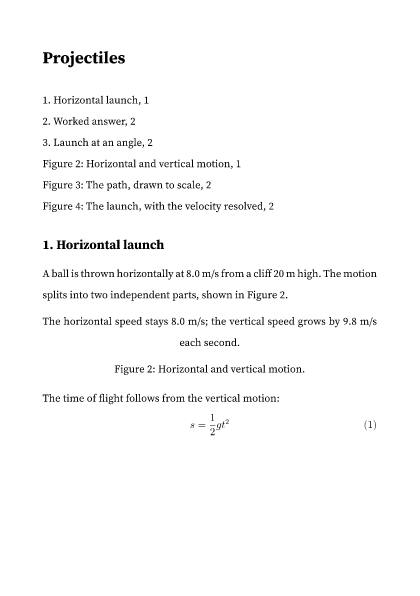 Projectiles
1. Horizontal launch, 1
2. Worked answer, 2
3. Launch at an angle, 2
Figure 2: Horizontal and vertical motion, 1
Figure 3: The path, drawn to scale, 2
Figure 4: The launch, with the velocity resolved, 2
1. Horizontal launch
A ball is thrown horizontally at 8.0 m/s from a cliff 20 m high. The motion
splits into two independent parts, shown in Figure 2.
The horizontal speed stays 8.0 m/s; the vertical speed grows by 9.8 m/s
each second.
Figure 2: Horizontal and vertical motion.
The time of flight follows from the vertical motion:
s = 1/2 gt² (1)